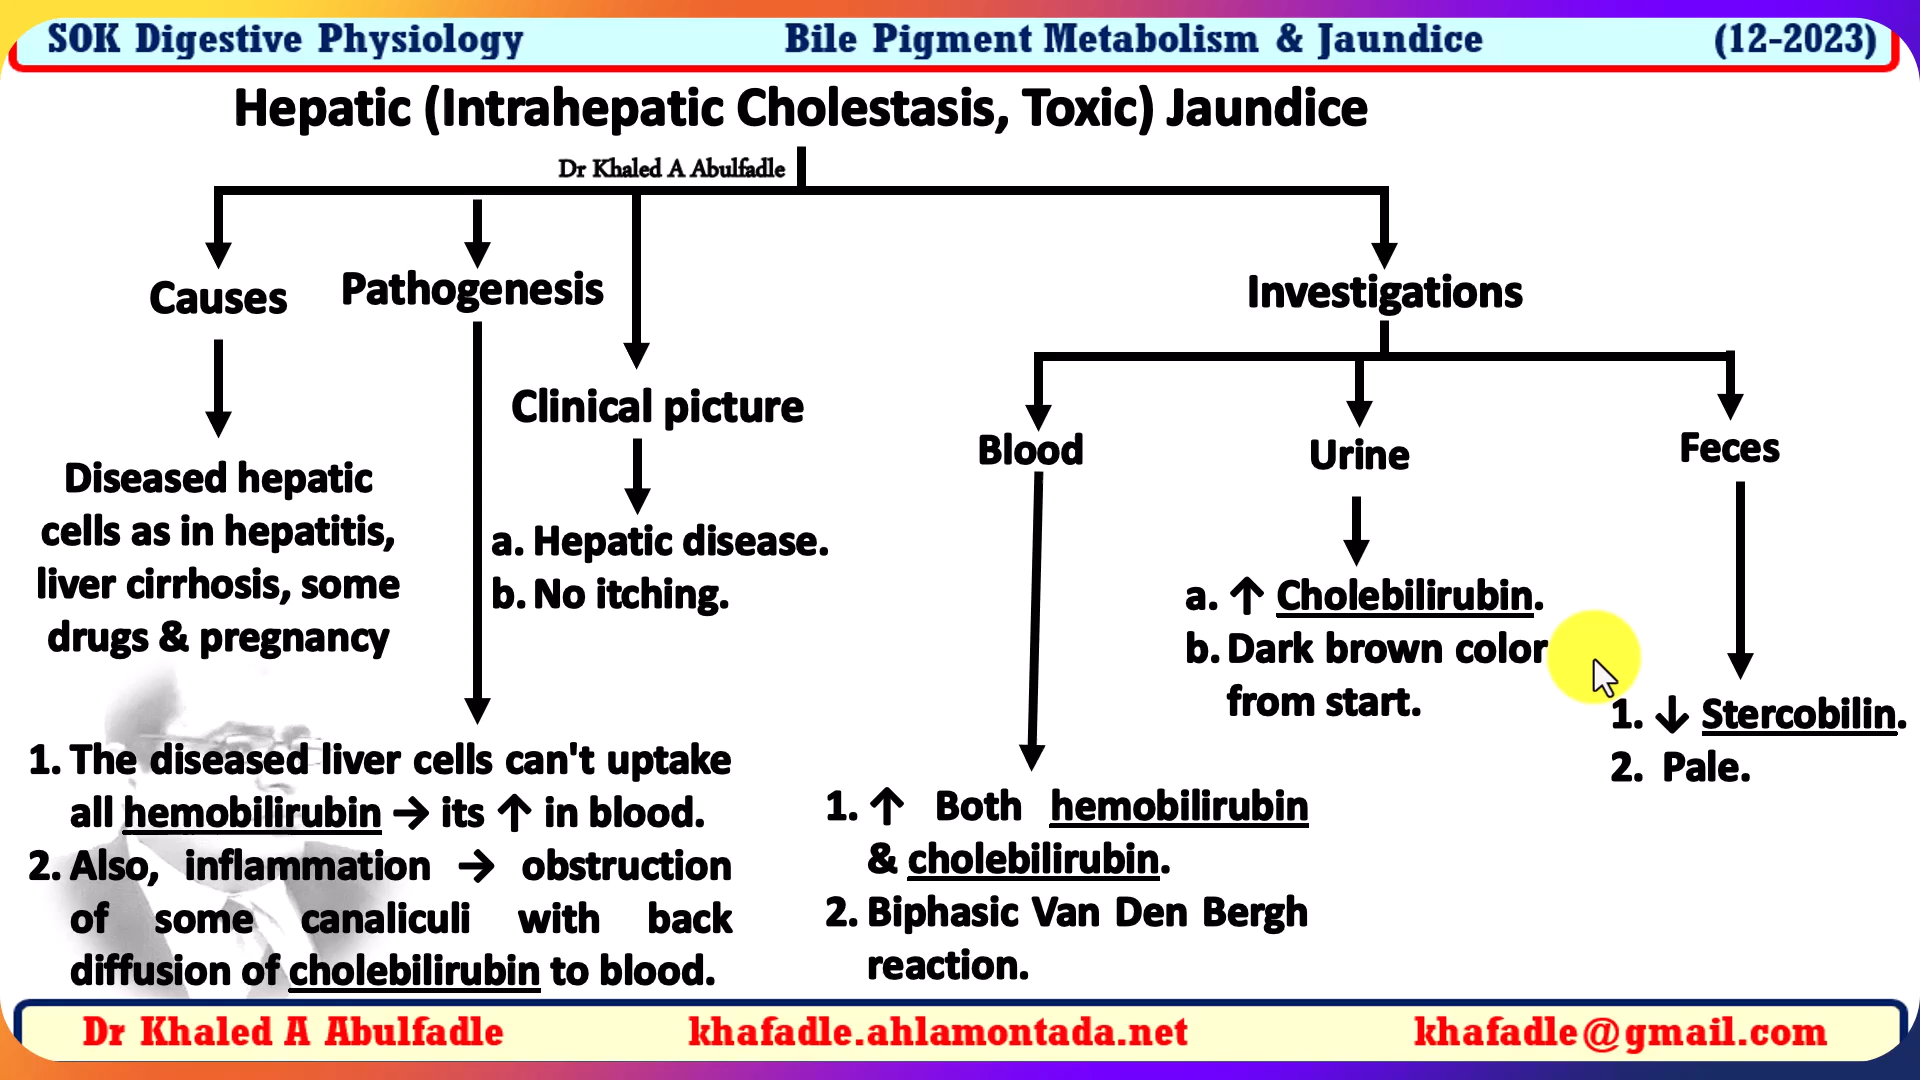 SOK Digestive Physiology Bile Pigment Metabolism & Jaundice (12-2023)
Hepatic (Intrahepatic Cholestasis, Toxic) Jaundice
Dr Khaled A Abulfadle
Causes
Diseased hepatic
cells as in hepatitis,
liver cirrhosis, some
drugs & pregnancy
Pathogenesis
1. The diseased liver cells can't uptake
all hemobilirubin → its ↑ in blood.
2. Also, inflammation → obstruction
of some canaliculi with back
diffusion of cholebilirubin to blood.
Clinical picture
a. Hepatic disease.
b. No itching.
Investigations
Blood
1. ↑ Both hemobilirubin
& cholebilirubin.
2. Biphasic Van Den Bergh
reaction.
Urine
a. ↑ Cholebilirubin.
b. Dark brown color
from start.
Feces
1. ↓ Stercobilin.
2. Pale.
Dr Khaled A Abulfadle khafadle.ahlamontada.net khafadle@gmail.com